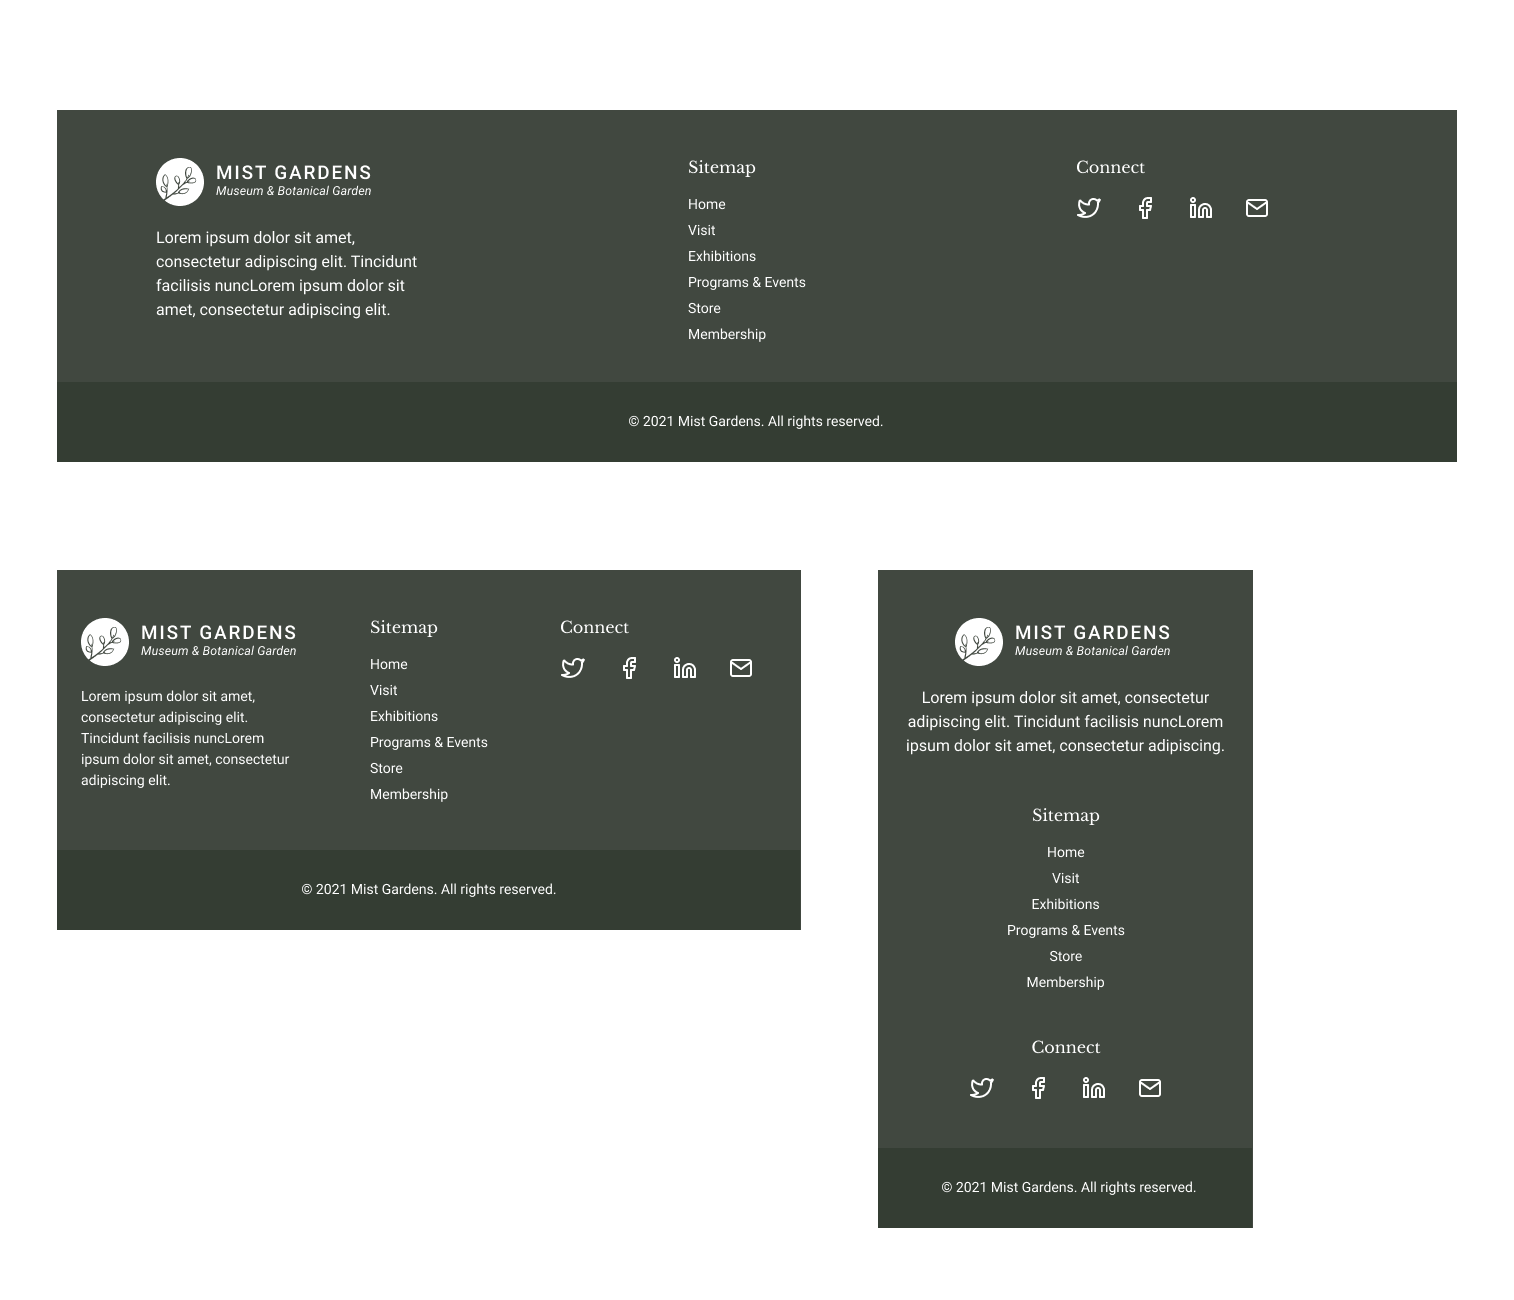 MIST GARDENS
Museum & Botanical Garden
Lorem ipsum dolor sit amet,
consectetur adipiscing elit. Tincidunt
facilisis nuncLorem ipsum dolor sit
amet, consectetur adipiscing elit.
Sitemap
Home
Visit
Exhibitions
Programs & Events
Store
Membership
Connect
© 2021 Mist Gardens. All rights reserved.
MIST GARDENS
Museum & Botanical Garden
Lorem ipsum dolor sit amet,
consectetur adipiscing elit.
Tincidunt facilisis nuncLorem
ipsum dolor sit amet, consectetur
adipiscing elit.
Sitemap
Home
Visit
Exhibitions
Programs & Events
Store
Membership
Connect
© 2021 Mist Gardens. All rights reserved.
MIST GARDENS
Museum & Botanical Garden
Lorem ipsum dolor sit amet, consectetur
adipiscing elit. Tincidunt facilisis nuncLorem
ipsum dolor sit amet, consectetur adipiscing.
Sitemap
Home
Visit
Exhibitions
Programs & Events
Store
Membership
Connect
© 2021 Mist Gardens. All rights reserved.